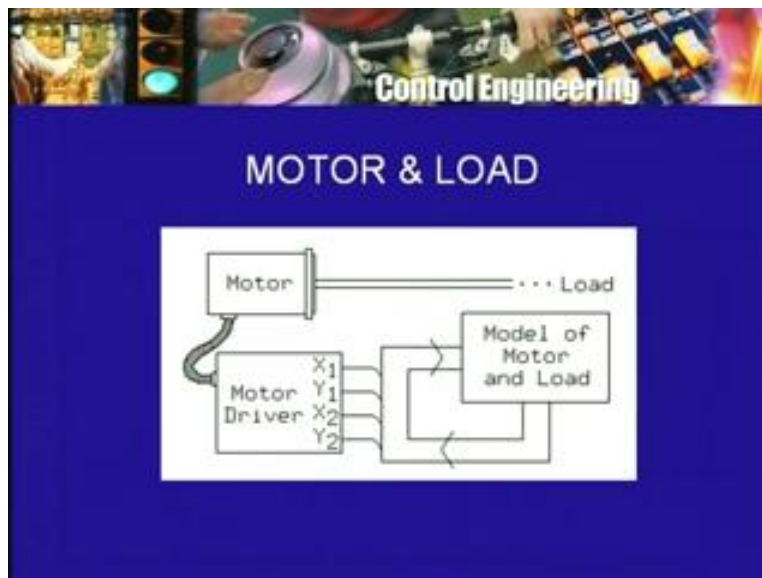 Control Engineering
MOTOR & LOAD
Motor
··· Load
Model of
Motor
and Load
Motor
Driver
X1
Y1
X2
Y2